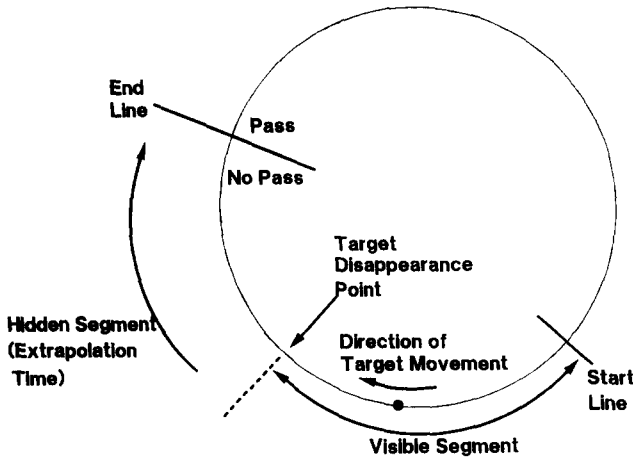 End
Line
Pass
No Pass
Target
Disappearance
Point
Hidden Segment
(Extrapolation
Time)
Direction of
Target Movement
Start
Line
Visible Segment